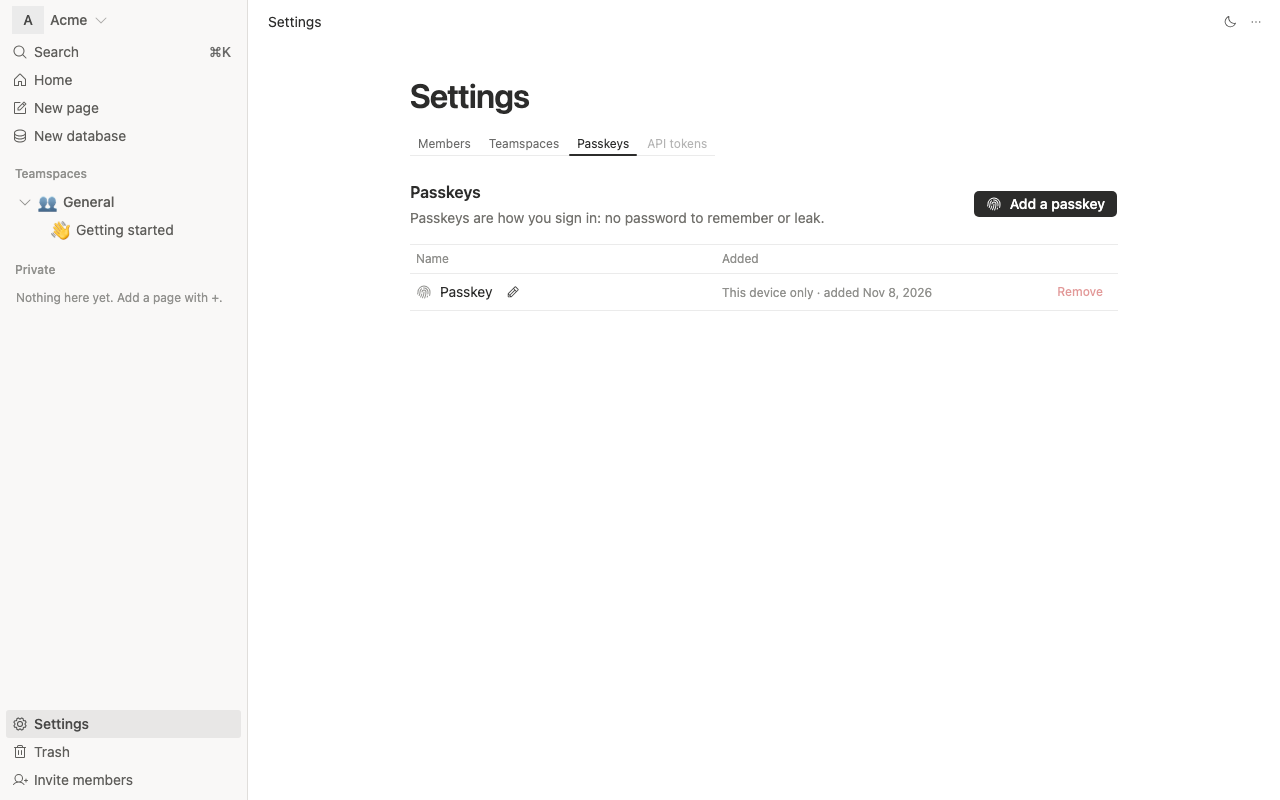 A Acme
Search ⌘K
Home
New page
New database
Teamspaces
General
Getting started
Private
Nothing here yet. Add a page with +.
Settings
Trash
Invite members
Settings
Settings
Members Teamspaces Passkeys API tokens
Passkeys
Passkeys are how you sign in: no password to remember or leak.
Add a passkey
Name Added
Passkey This device only · added Nov 8, 2026 Remove